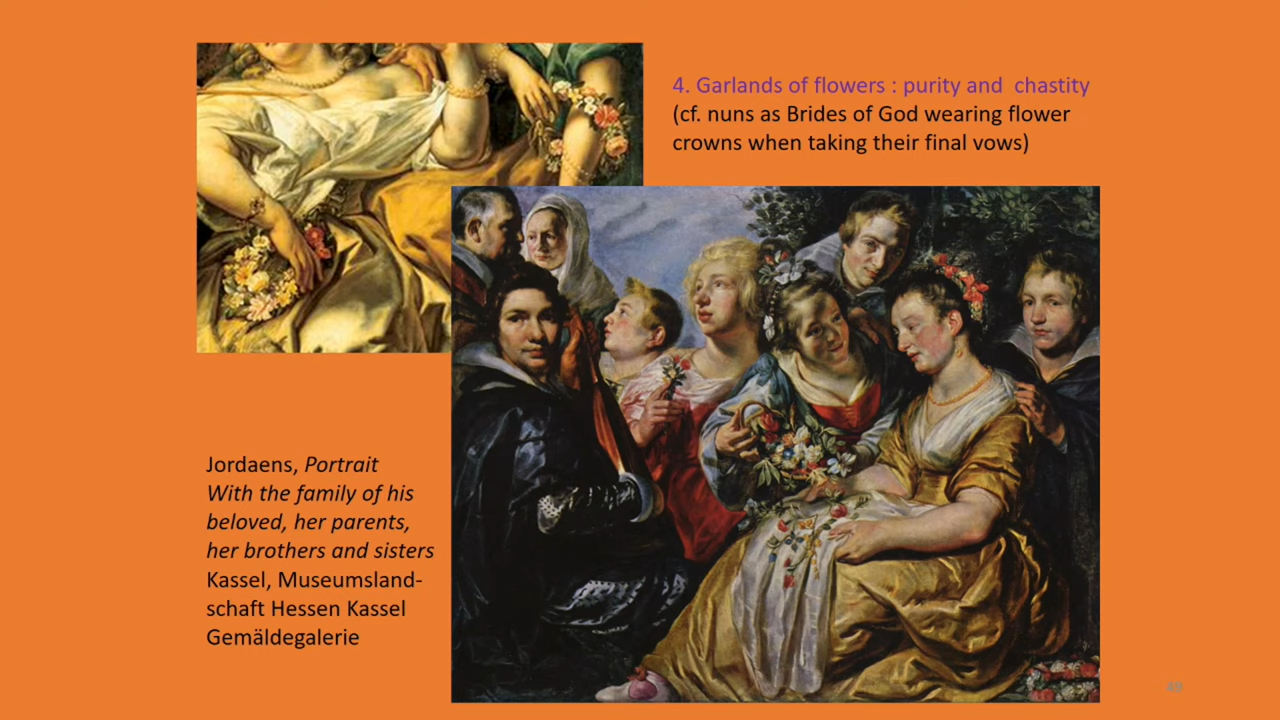 4. Garlands of flowers : purity and chastity
(cf. nuns as Brides of God wearing flower
crowns when taking their final vows)
Jordaens, Portrait
With the family of his
beloved, her parents,
her brothers and sisters
Kassel, Museumsland-
schaft Hessen Kassel
Gemäldegalerie